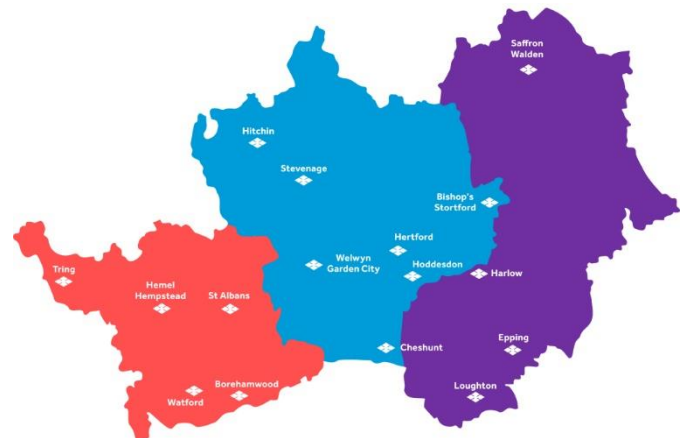 Saffron
Walden
Hitchin
Stevenage
Bishop's
Stortford
Hertford
Welwyn
Garden City
Hoddesdon
Harlow
Tring
Hemel
Hempstead
St Albans
Cheshunt
Epping
Loughton
Borehamwood
Watford